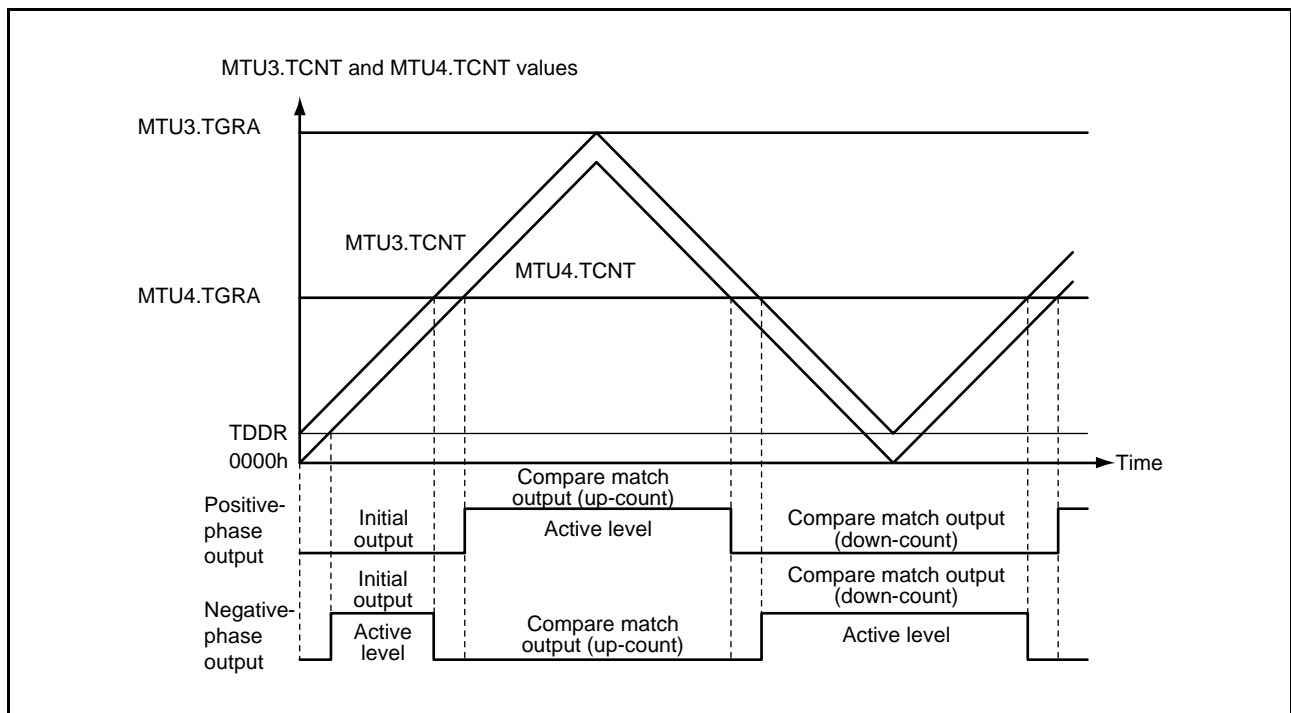 MTU3.TCNT and MTU4.TCNT values
MTU3.TGRA
MTU3.TCNT
MTU4.TCNT
MTU4.TGRA
TDDR
0000h
Time
Positive-
phase
output
Initial
output
Compare match
output (up-count)
Active level
Compare match output
(down-count)
Negative-
phase
output
Initial
output
Active
level
Compare match
output (up-count)
Compare match output
(down-count)
Active level